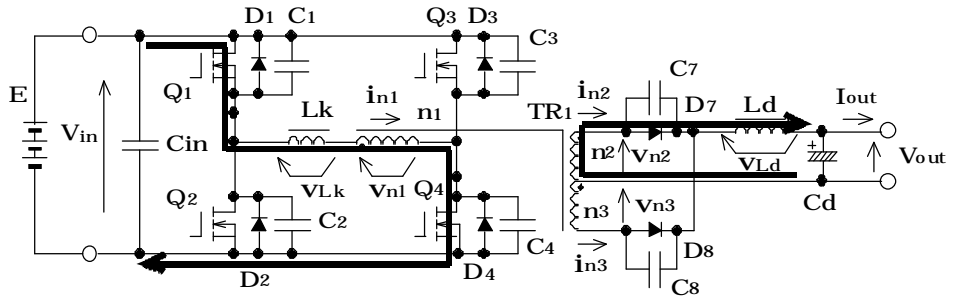 D1 C1 Q3 D3
C3
Q1
C7
E
Lk
in1
n1
TR1
in2
D7
Ld
Iout
Vin
Cin
n2
vn2
vLd
Vout
+
vLk
vn1
Q2
Q4
C2
n3
vn3
Cd
C4
D2
D4
in3
D8
C8